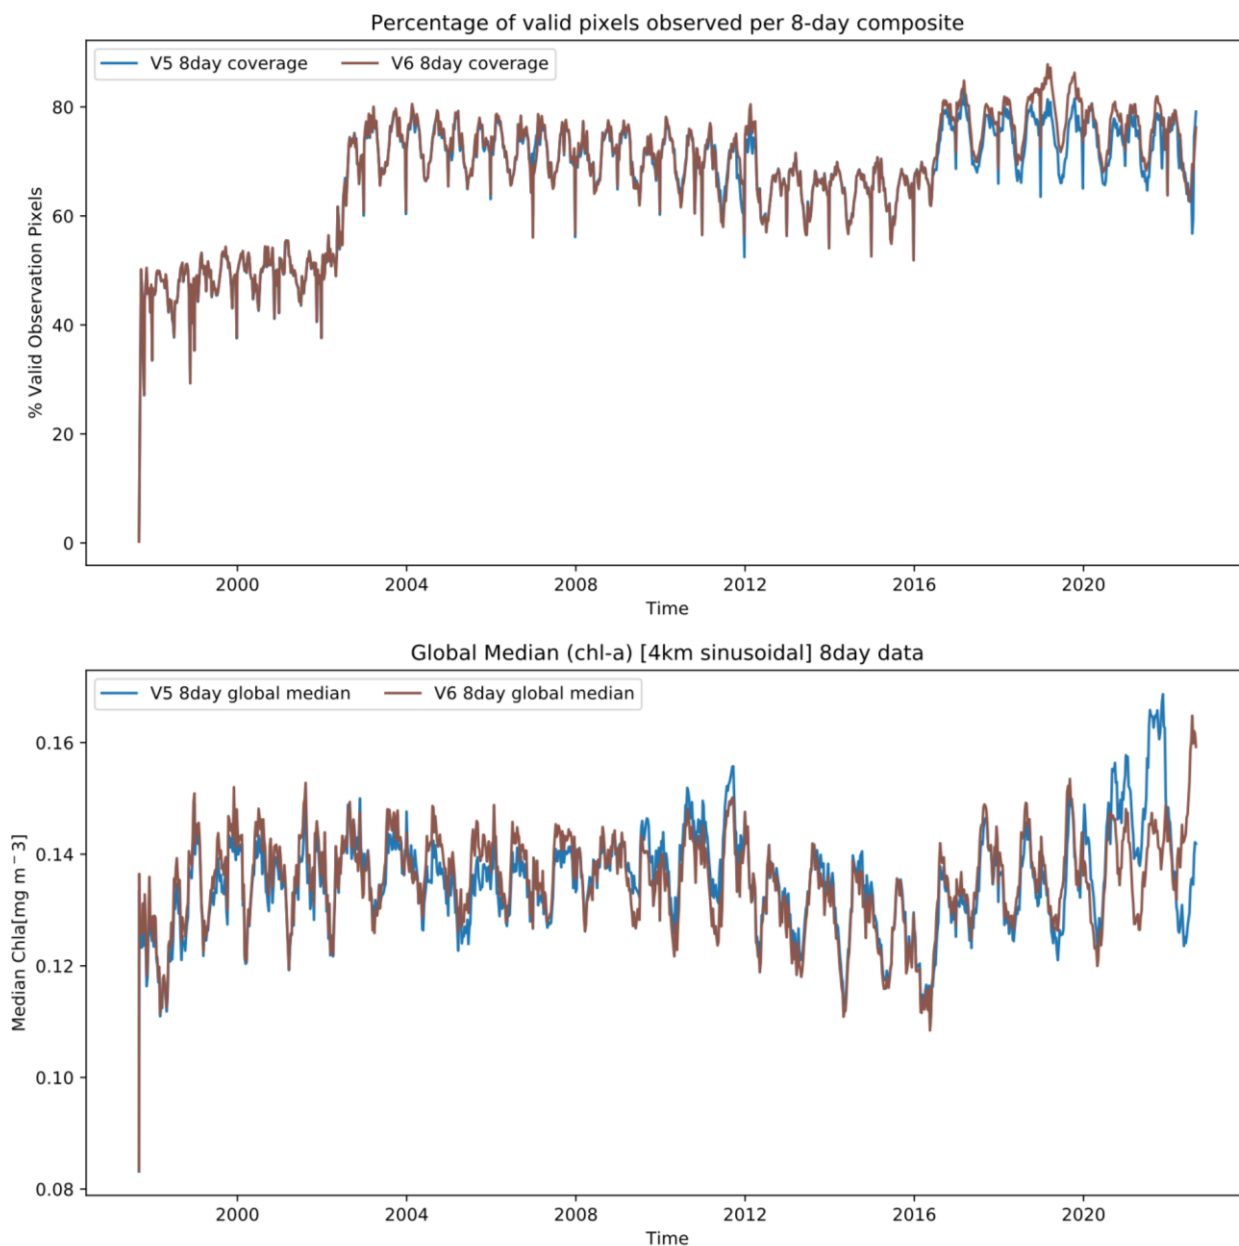 Percentage of valid pixels observed per 8-day composite
V5 8day coverage V6 8day coverage
% Valid Observation Pixels
80
60
40
20
0
2000 2004 2008 2012 2016 2020
Time
Global Median (chl-a) [4km sinusoidal] 8day data
V5 8day global median V6 8day global median
Median Chla[mg m−3]
0.16
0.14
0.12
0.10
0.08
2000 2004 2008 2012 2016 2020
Time